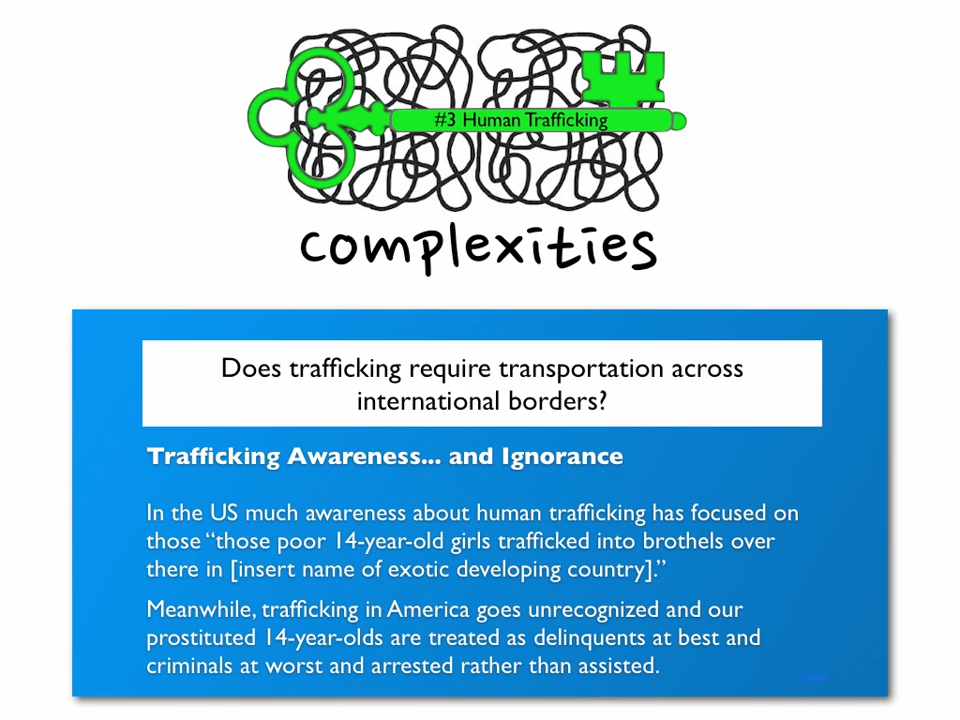 #3 Human Trafficking
complexities
Does trafficking require transportation across
international borders?
Trafficking Awareness... and Ignorance
In the US much awareness about human trafficking has focused on
those “those poor 14-year-old girls trafficked into brothels over
there in [insert name of exotic developing country].”
Meanwhile, trafficking in America goes unrecognized and our
prostituted 14-year-olds are treated as delinquents at best and
criminals at worst and arrested rather than assisted.